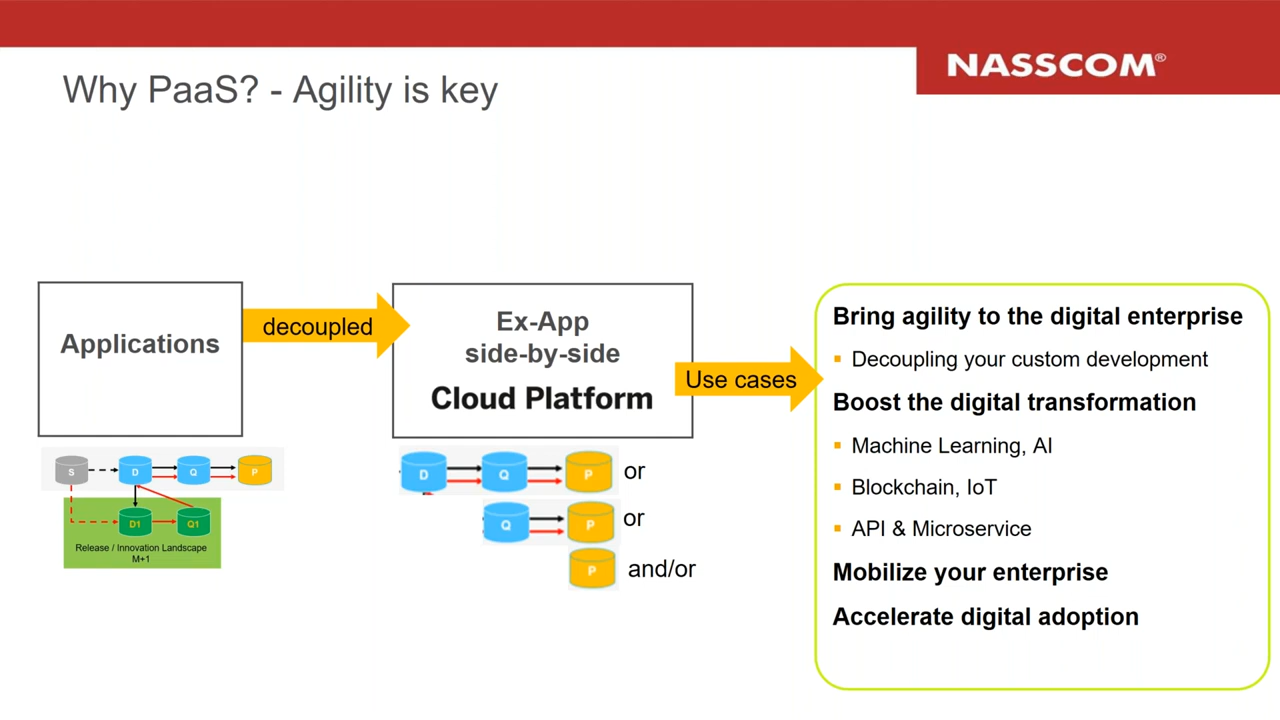 NASSCOM®
Why PaaS? - Agility is key
Applications
decoupled
Ex-App
side-by-side
Cloud Platform
Use cases
S
D
Q
P
D1
Q1
Release / Innovation Landscape
M+1
D
Q
P
or
Q
P
or
P
and/or
Bring agility to the digital enterprise
Decoupling your custom development
Boost the digital transformation
Machine Learning, AI
Blockchain, IoT
API & Microservice
Mobilize your enterprise
Accelerate digital adoption